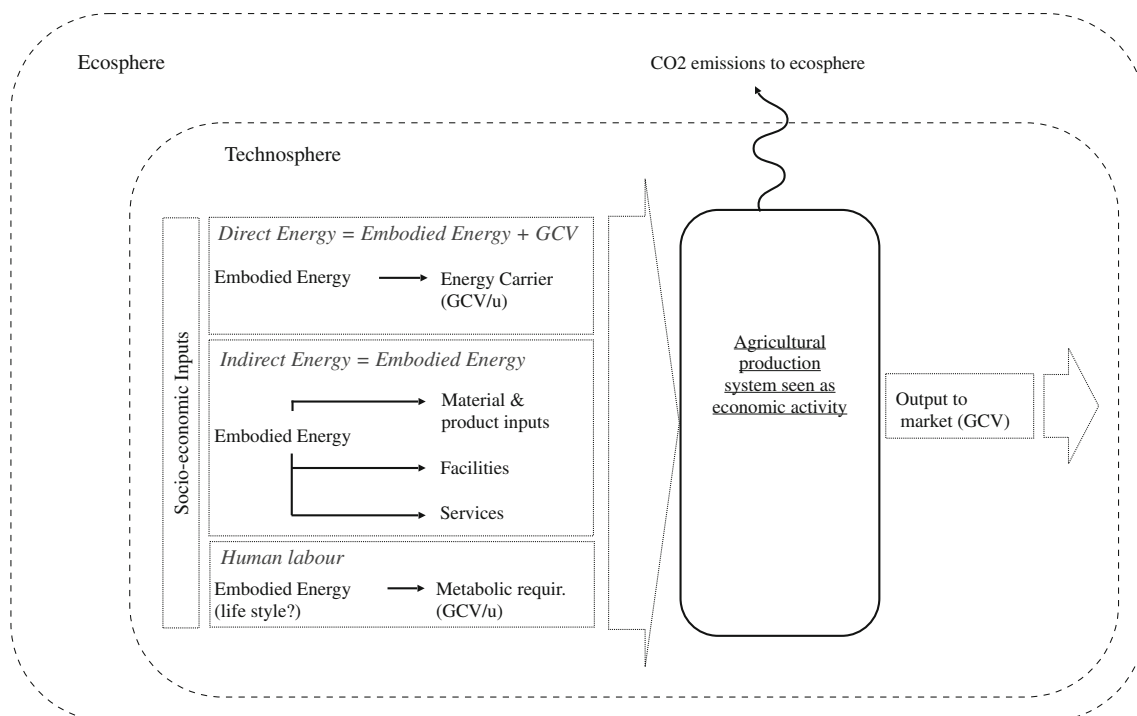 Ecosphere
CO2 emissions to ecosphere
Technosphere
Socio-economic Inputs
Direct Energy = Embodied Energy + GCV
Embodied Energy
Energy Carrier
(GCV/u)
Indirect Energy = Embodied Energy
Embodied Energy
Material &
product inputs
Facilities
Services
Human labour
Embodied Energy
(life style?)
Metabolic requir.
(GCV/u)
Agricultural
production
system seen as
economic activity
Output to
market (GCV)